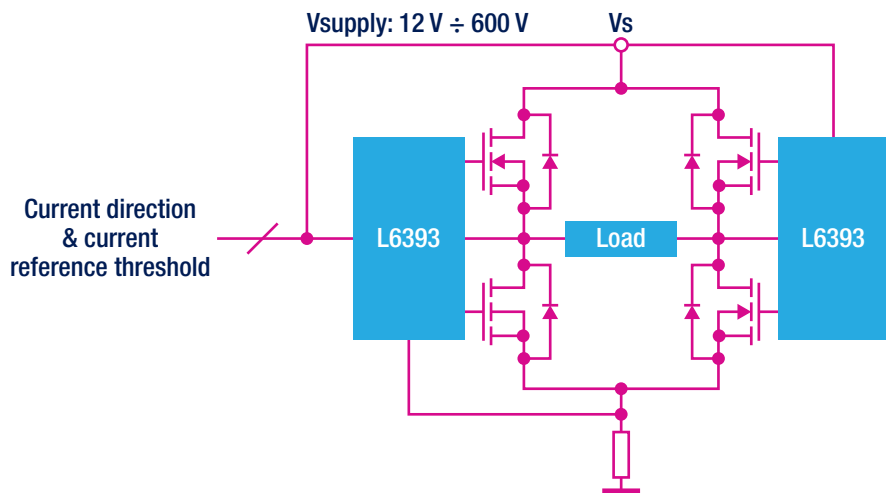 Vsupply: 12 V ÷ 600 V
Vs
Current direction
& current
reference threshold
L6393
Load
L6393